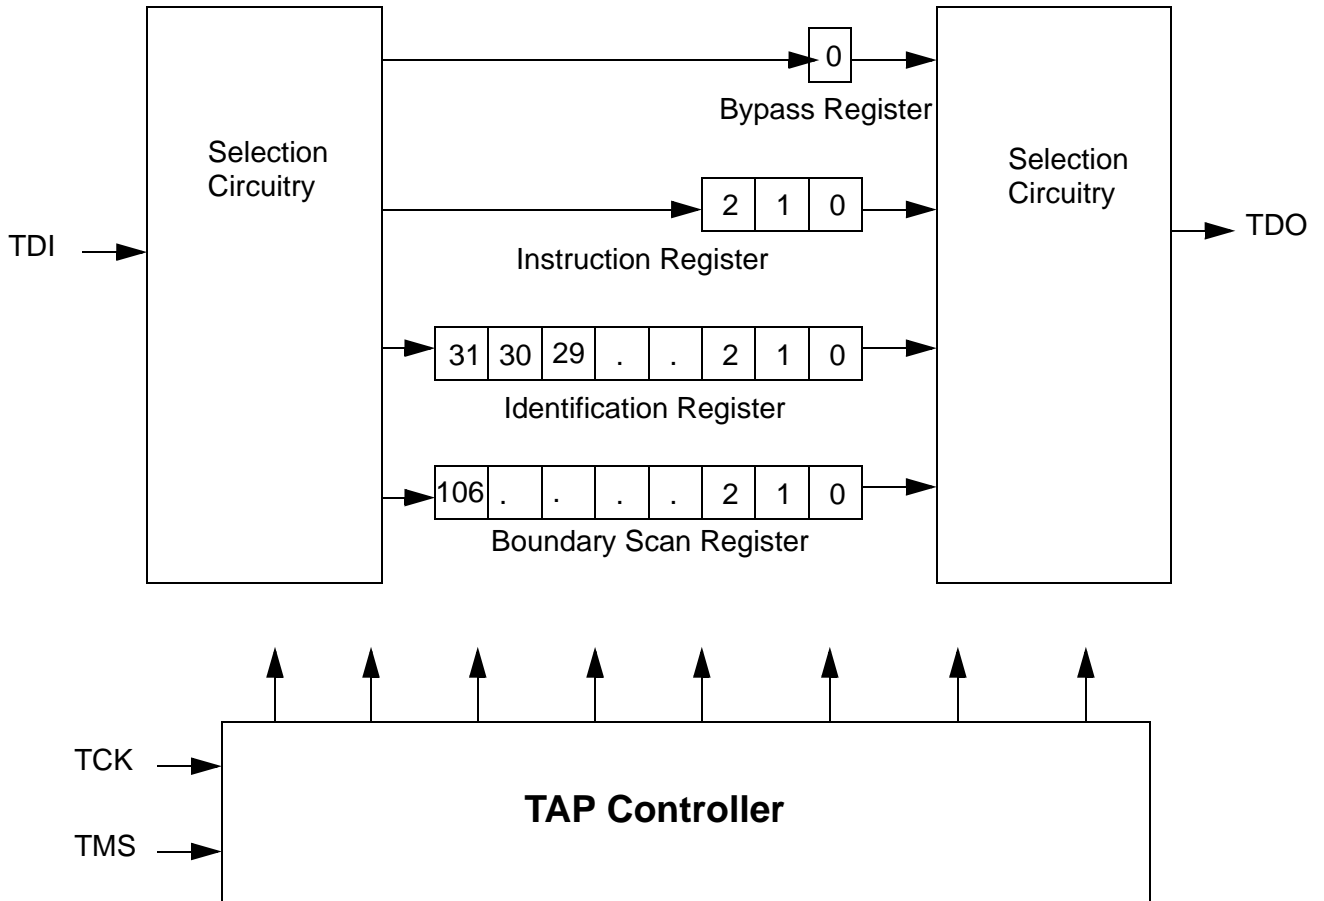 0
Bypass Register
Selection
Circuitry
Selection
Circuitry
2 1 0
Instruction Register
TDI
TDO
31 30 29 . . 2 1 0
Identification Register
106 . . . . 2 1 0
Boundary Scan Register
TCK
TAP Controller
TMS